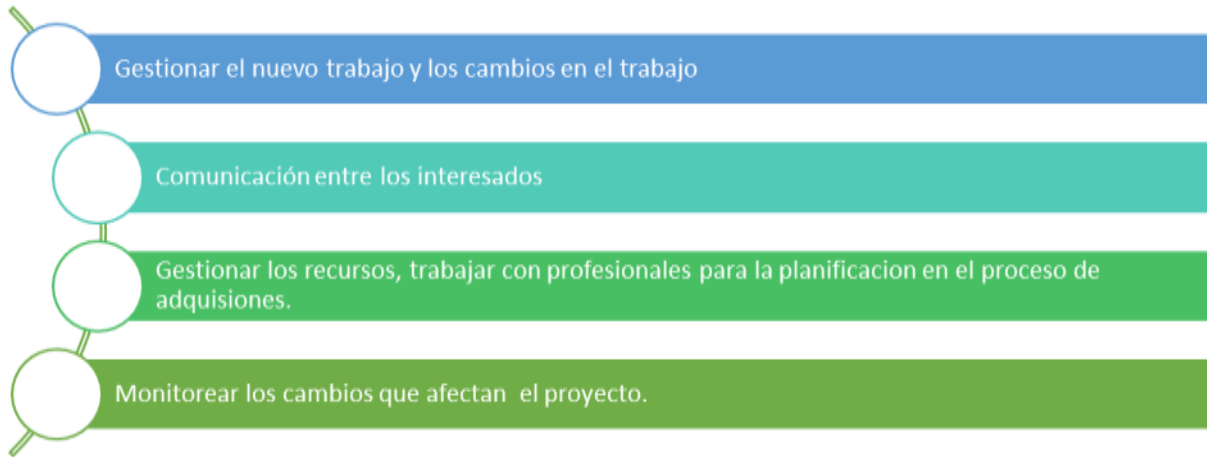 Gestionar el nuevo trabajo y los cambios en el trabajo
Comunicación entre los interesados
Gestionar los recursos, trabajar con profesionales para la planificacion en el proceso de
adquisiones.
Monitorear los cambios que afectan el proyecto.